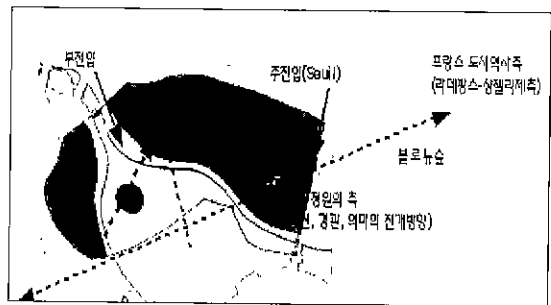 부진입
주진입(Seuil)
프랑스 도시역사축
(라데팡스-샹젤리제축)
블로뉴숲
정원의 축
경관, 의미의 전개방향)